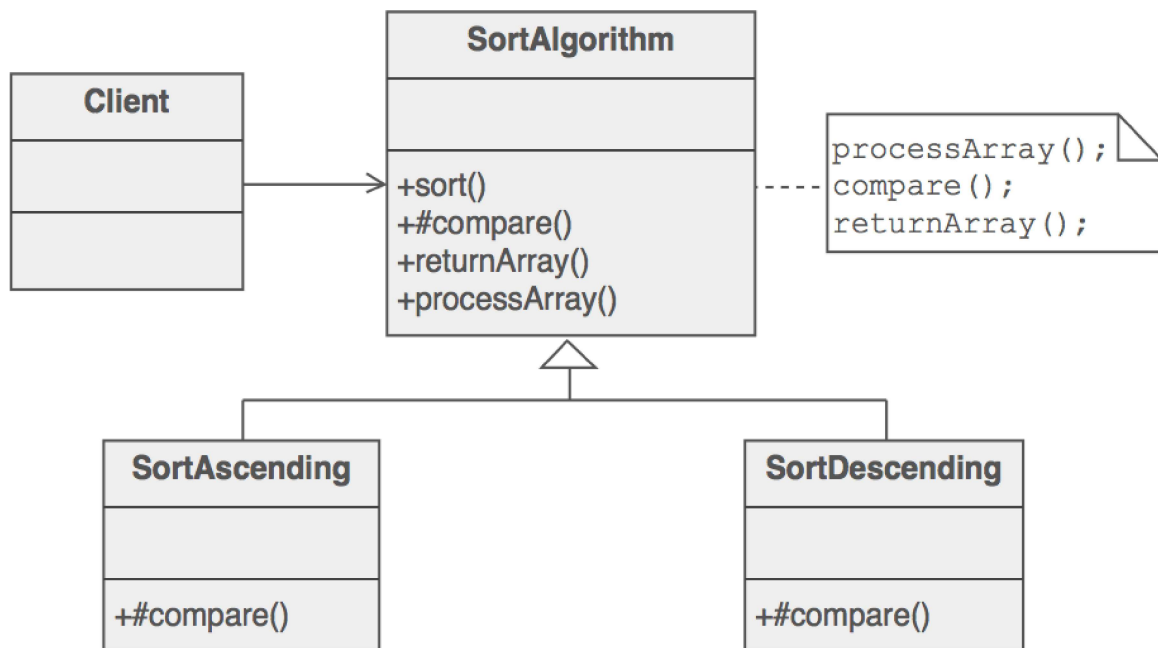 SortAlgorithm
Client
+sort()
+#compare()
+returnArray()
+processArray()
processArray();
compare();
returnArray();
SortAscending
+#compare()
SortDescending
+#compare()